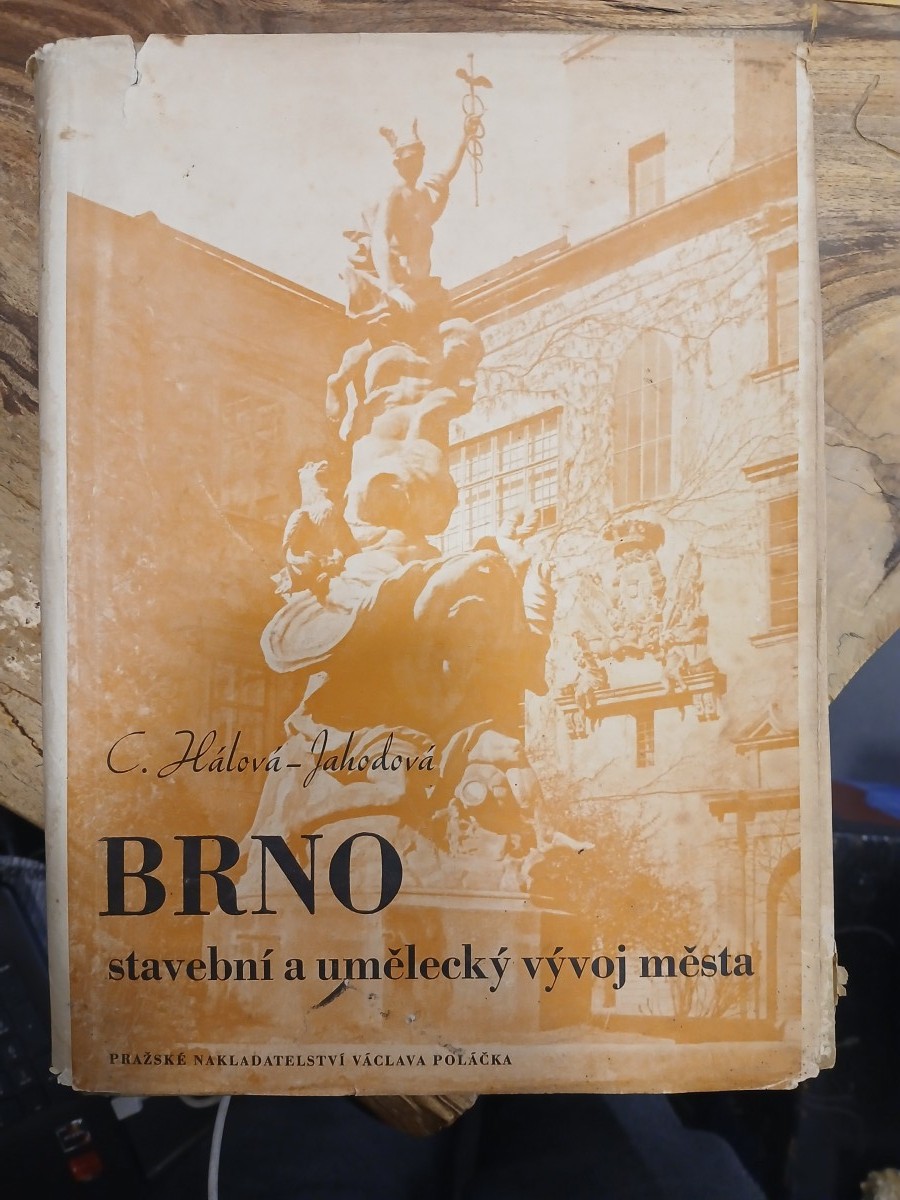 C. Hálová-Jahodová
BRNO
stavební a umělecký vývoj města
PRAŽSKÉ NAKLADATELSTVÍ VÁCLAVA POLÁČKA